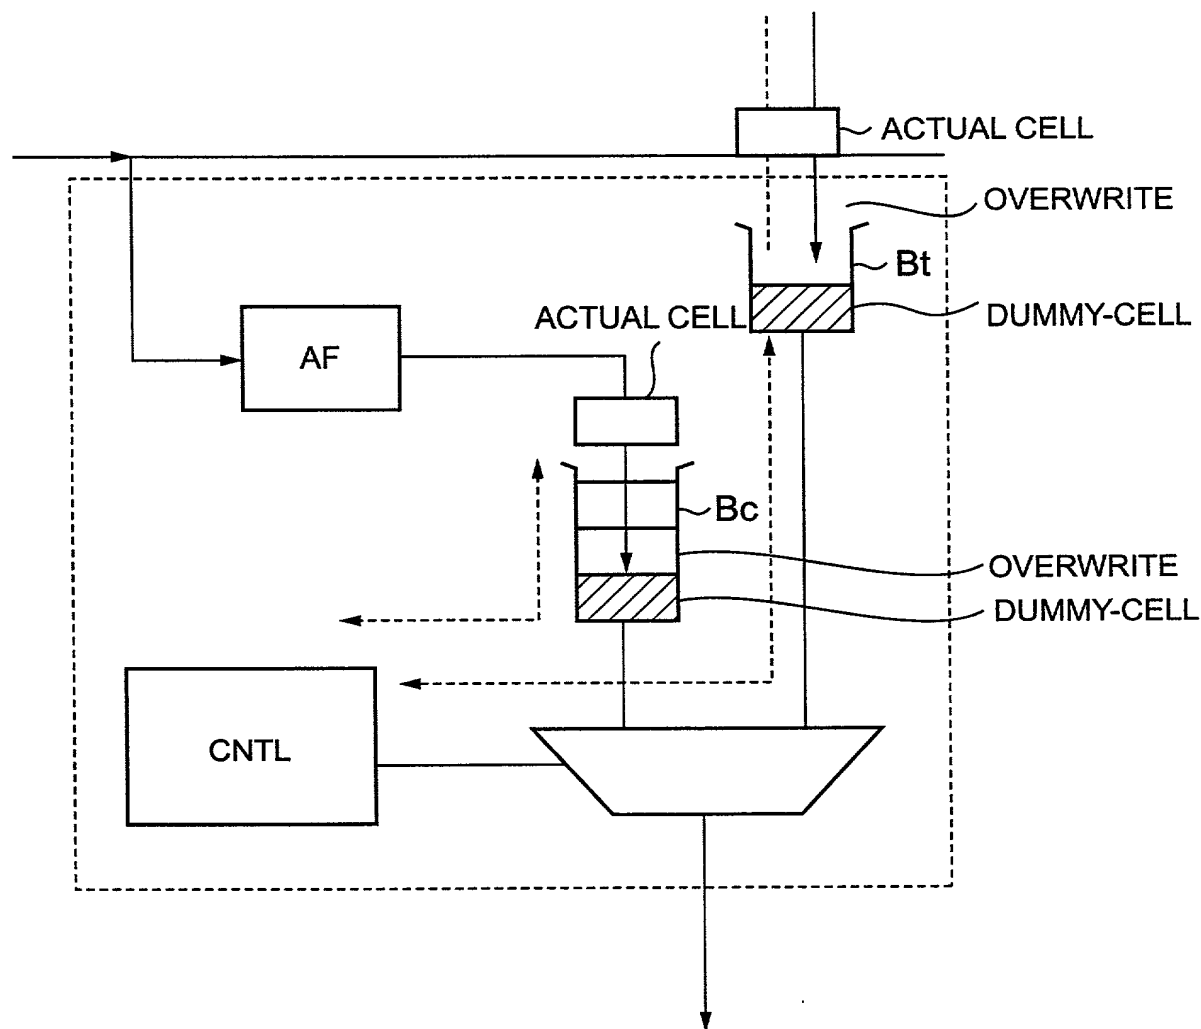 ACTUAL CELL
OVERWRITE
Bt
DUMMY-CELL
ACTUAL CELL
AF
Bc
OVERWRITE
DUMMY-CELL
CNTL